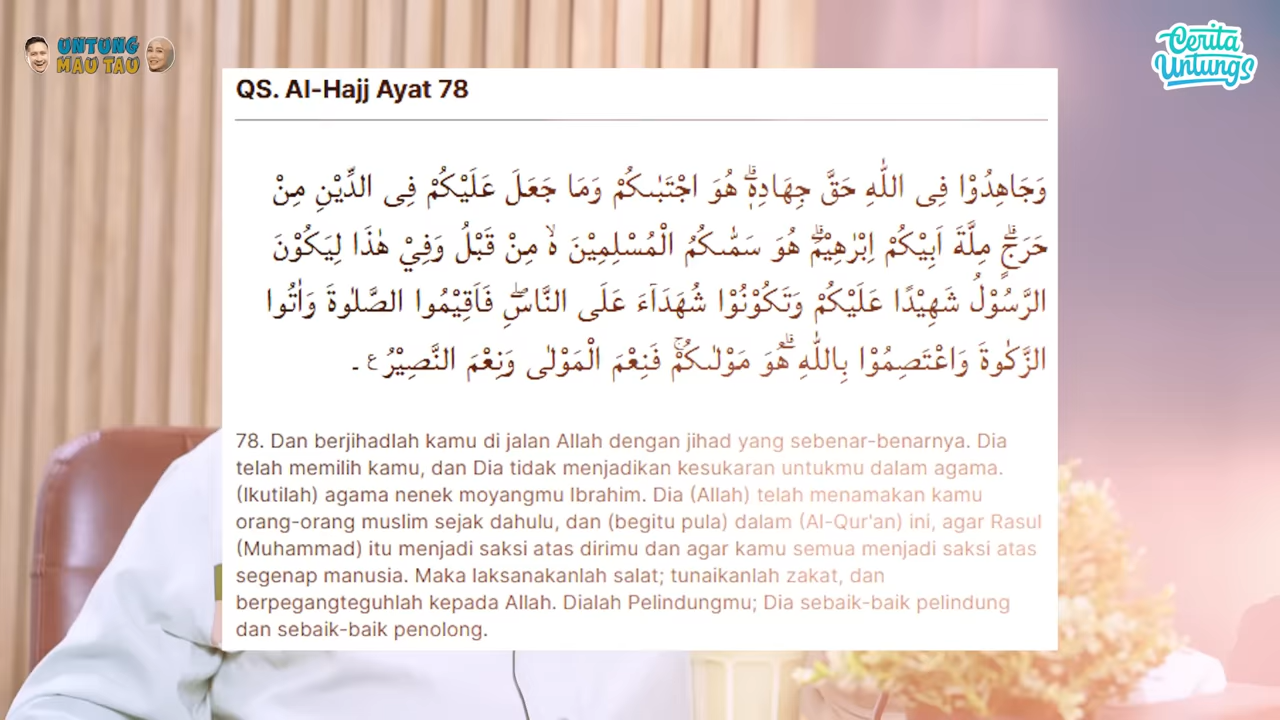 UNTUNG
MAU TAU
Cerita
Untungs
QS. Al-Hajj Ayat 78
وَجَاهِدُوْا فِى اللّٰهِ حَقَّ جِهَادِهٖۗ هُوَ اجْتَبٰىكُمْ وَمَا جَعَلَ عَلَيْكُمْ فِى الدِّيْنِ مِنْ
حَرَجٍۗ مِلَّةَ اَبِيْكُمْ اِبْرٰهِيْمَۗ هُوَ سَمّٰىكُمُ الْمُسْلِمِيْنَ ەۙ مِنْ قَبْلُ وَفِيْ هٰذَا لِيَكُوْنَ
الرَّسُوْلُ شَهِيْدًا عَلَيْكُمْ وَتَكُوْنُوْا شُهَدَاۤءَ عَلَى النَّاسِۖ فَاَقِيْمُوا الصَّلٰوةَ وَاٰتُوا
الزَّكٰوةَ وَاعْتَصِمُوْا بِاللّٰهِ ۗهُوَ مَوْلٰىكُمْۚ فَنِعْمَ الْمَوْلٰى وَنِعْمَ النَّصِيْرُ ࣖ ۔
78. Dan berjihadlah kamu di jalan Allah dengan jihad yang sebenar-benarnya. Dia
telah memilih kamu, dan Dia tidak menjadikan kesukaran untukmu dalam agama.
(Ikutilah) agama nenek moyangmu Ibrahim. Dia (Allah) telah menamakan kamu
orang-orang muslim sejak dahulu, dan (begitu pula) dalam (Al-Qur'an) ini, agar Rasul
(Muhammad) itu menjadi saksi atas dirimu dan agar kamu semua menjadi saksi atas
segenap manusia. Maka laksanakanlah salat; tunaikanlah zakat, dan
berpegangteguhlah kepada Allah. Dialah Pelindungmu; Dia sebaik-baik pelindung
dan sebaik-baik penolong.